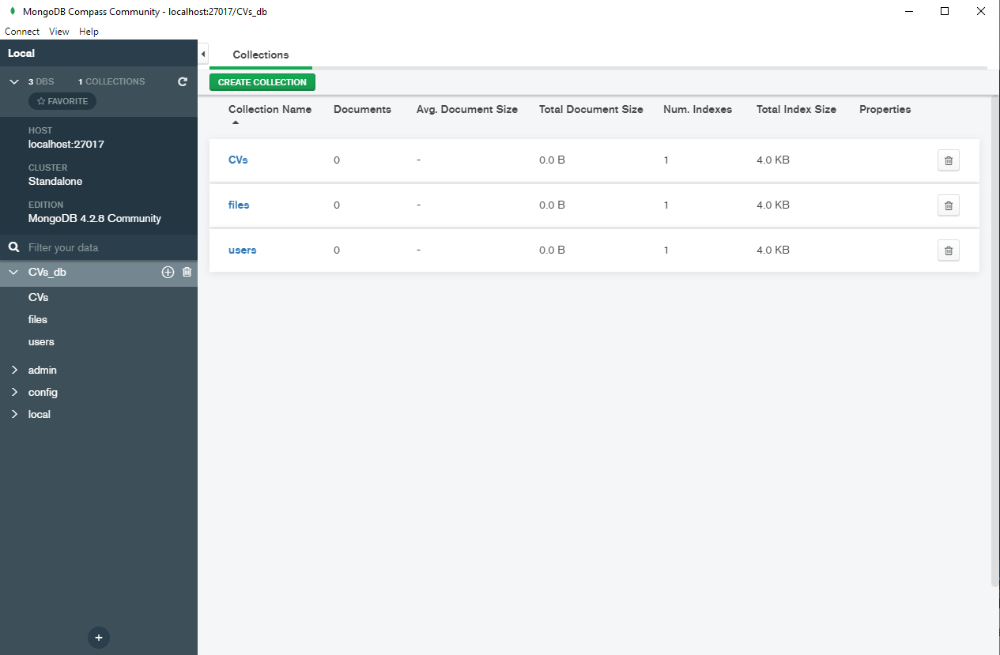 MongoDB Compass Community - localhost:27017/CVs_db
Connect View Help
Local
3 DBS 1 COLLECTIONS
FAVORITE
HOST
localhost:27017
CLUSTER
Standalone
EDITION
MongoDB 4.2.8 Community
Filter your data
CVs_db
CVs
files
users
admin
config
local
Collections
CREATE COLLECTION
Collection Name Documents Avg. Document Size Total Document Size Num. Indexes Total Index Size Properties
CVs 0 - 0.0 B 1 4.0 KB
files 0 - 0.0 B 1 4.0 KB
users 0 - 0.0 B 1 4.0 KB